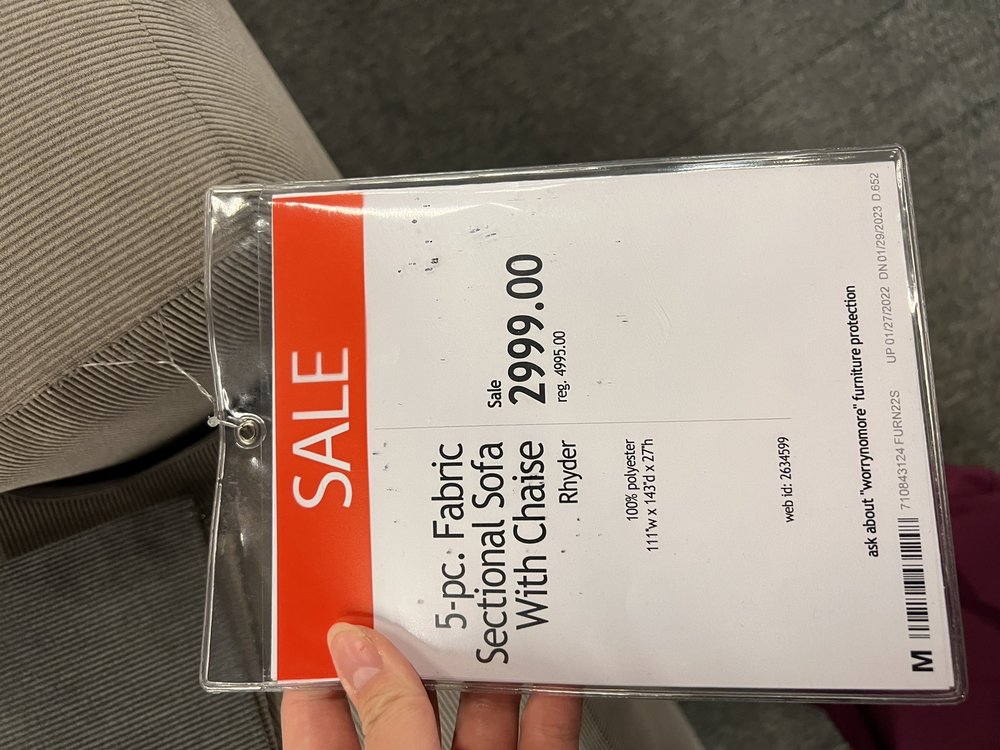 SALE
5-pc. Fabric
Sectional Sofa
With Chaise
Rhyder
Sale
2999.00
reg. 4995.00
100% polyester
111"w x 143"d x 27"h
web id: 2634599
ask about "worrynomore" furniture protection
710843124 FURN22S UP 01/27/2022 DN 01/29/2023 D 652
M